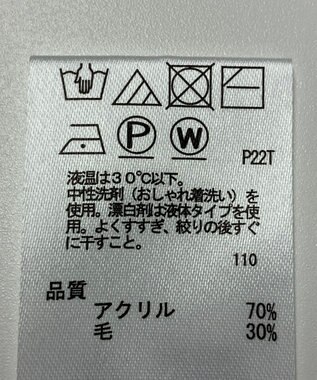 P W
P22T
液温は30℃以下。
中性洗剤（おしゃれ着洗い）を
使用。漂白剤は液体タイプを使
用。よくすすぎ、絞りの後すぐ
に干すこと。
110
品質
アクリル 70%
毛 30%